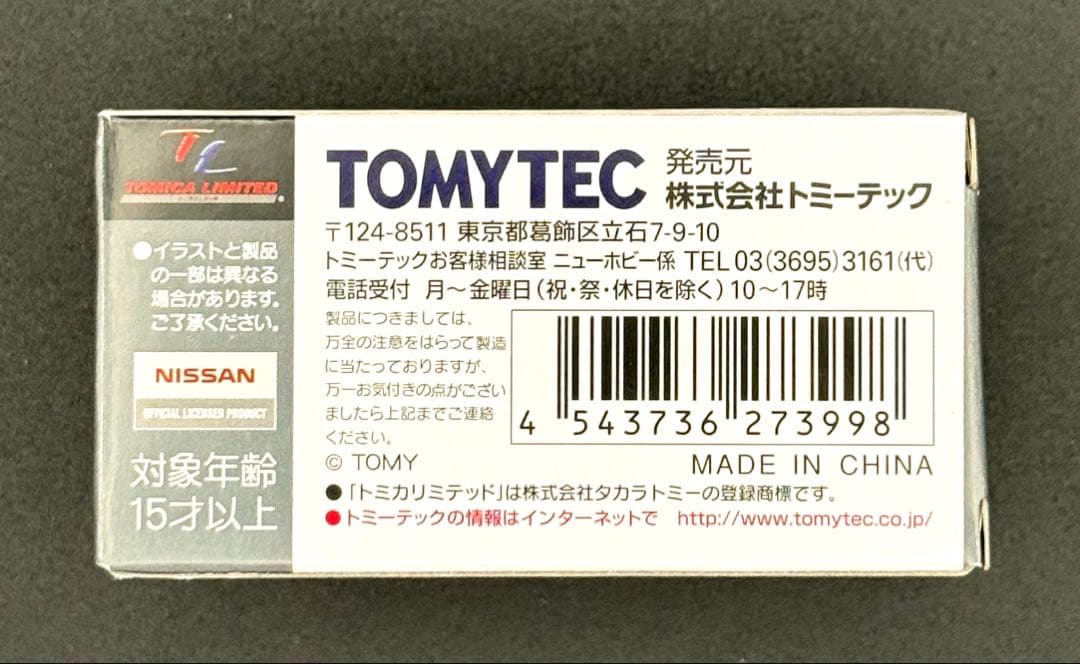 TL
TOMICA LIMITED
●イラストと製品
の一部は異なる
場合があります。
ご了承ください。
NISSAN
OFFICIAL LICENSED PRODUCT
対象年齢
15才以上
TOMYTEC 発売元
株式会社トミーテック
〒124-8511 東京都葛飾区立石7-9-10
トミーテックお客様相談室 ニューホビー係 TEL 03(3695)3161(代)
電話受付 月〜金曜日(祝・祭・休日を除く)10〜17時
製品につきましては、
万全の注意をはらって製造
に当たっておりますが、
万一お気付きの点がござい
ましたら上記までご連絡
ください。
4 543736 273998
© TOMY
MADE IN CHINA
●「トミカリミテッド」は株式会社タカラトミーの登録商標です。
●トミーテックの情報はインターネットで http://www.tomytec.co.jp/